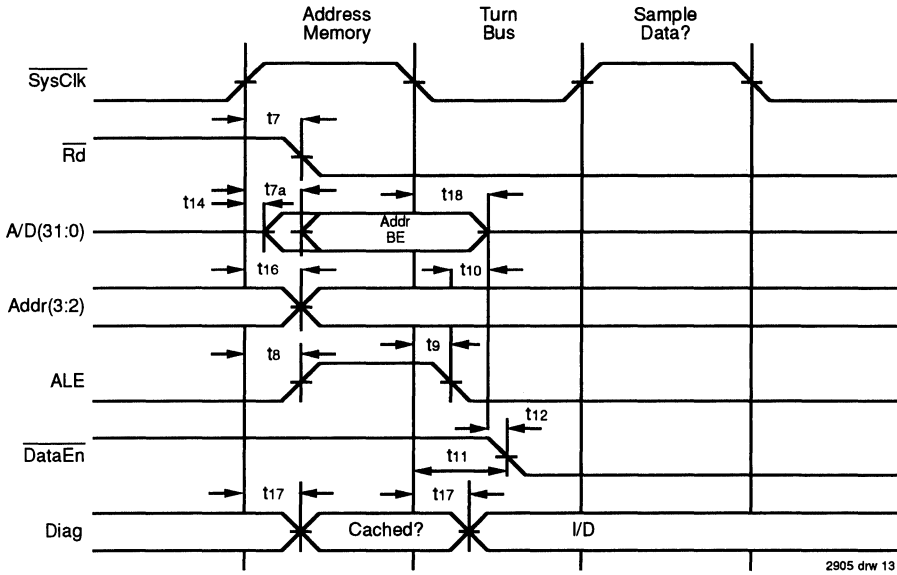 Address
Memory
Turn
Bus
Sample
Data?
SysClk
t7
Rd
t7a
t14
t18
A/D(31:0)
Addr
BE
t16
t10
Addr(3:2)
t8
t9
ALE
t12
DataEn
t11
t17
t17
Diag
Cached?
I/D
2905 drw 13